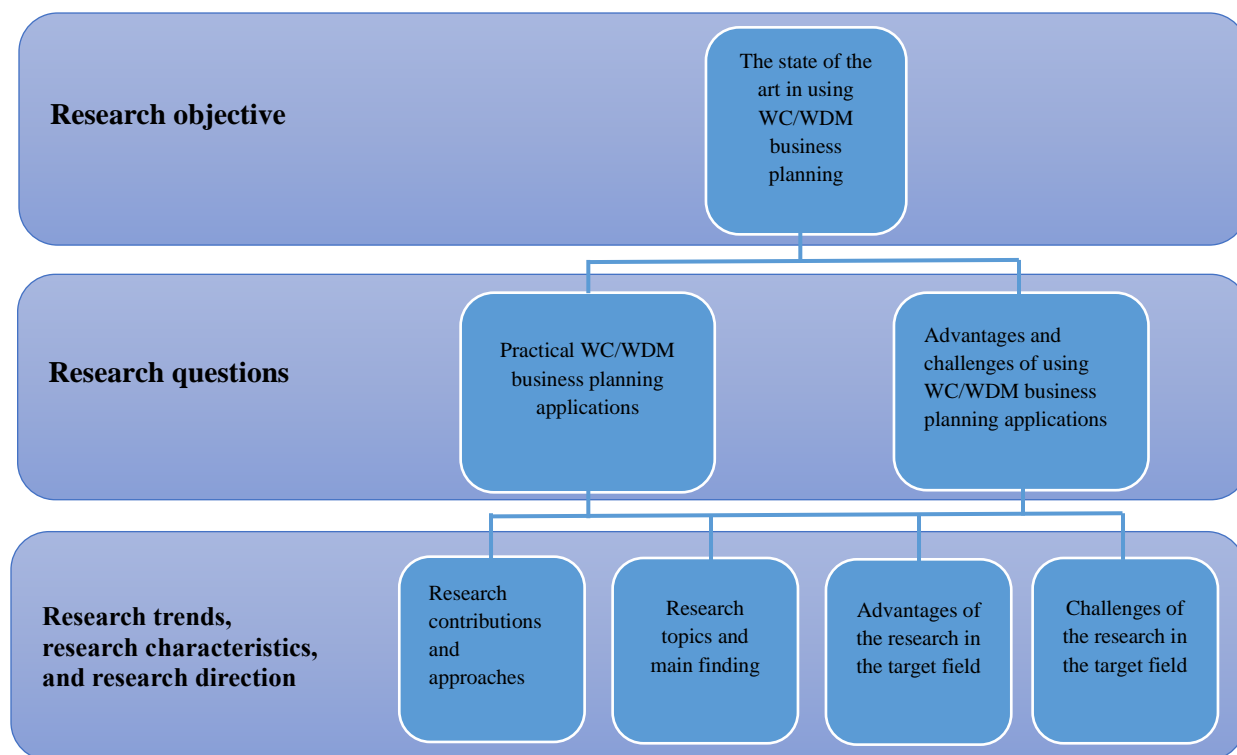 Research objective
The state of the
art in using
WC/WDM
business
planning
Research questions
Practical WC/WDM
business planning
applications
Advantages and
challenges of using
WC/WDM business
planning applications
Research trends,
research characteristics,
and research direction
Research
contributions
and
approaches
Research
topics and
main finding
Advantages of
the research in
the target field
Challenges of
the research in
the target field